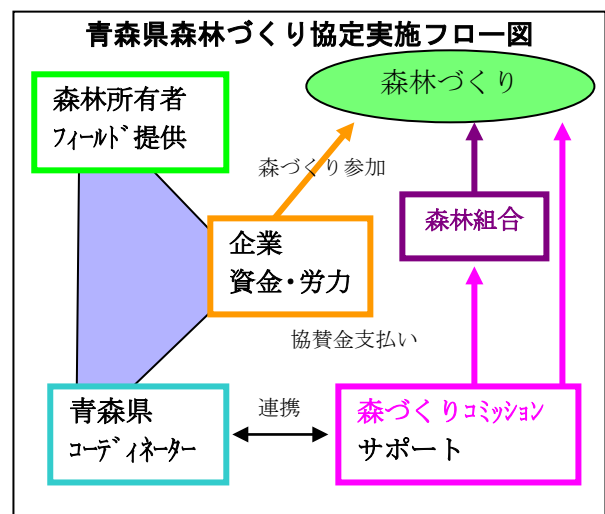 青森県森林づくり協定実施フロー図
森林所有者
ﾌｨｰﾙﾄﾞ提供
森林づくり
森づくり参加
企業
資金・労力
森林組合
協賛金支払い
青森県
ｺｰﾃﾞｨﾈｰﾀｰ
連携
森づくりｺﾐｯｼｮﾝ
サポート